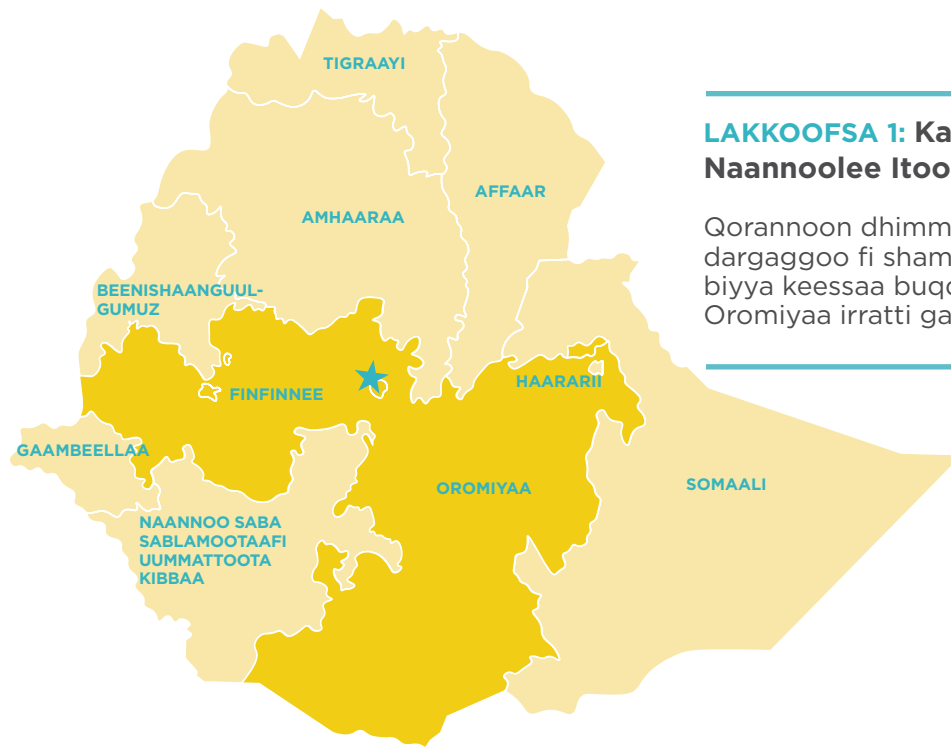 TIGRAAYI
AFFAAR
AMHAARAA
BEENISHAANGUUL-
GUMUZ
FINFINNEE
HAARARII
GAAMBEELLAA
OROMIYAA
SOMAALI
NAANNOO SABA
SABLAMOOTAAFI
UUMMATTOOTA
KIBBAA
LAKKOOFSA 1: Ka
Naannoolee Itoo
Qorannoon dhimm
dargaggoo fi sham
biyya keessaa buqq
Oromiyaa irratti ga